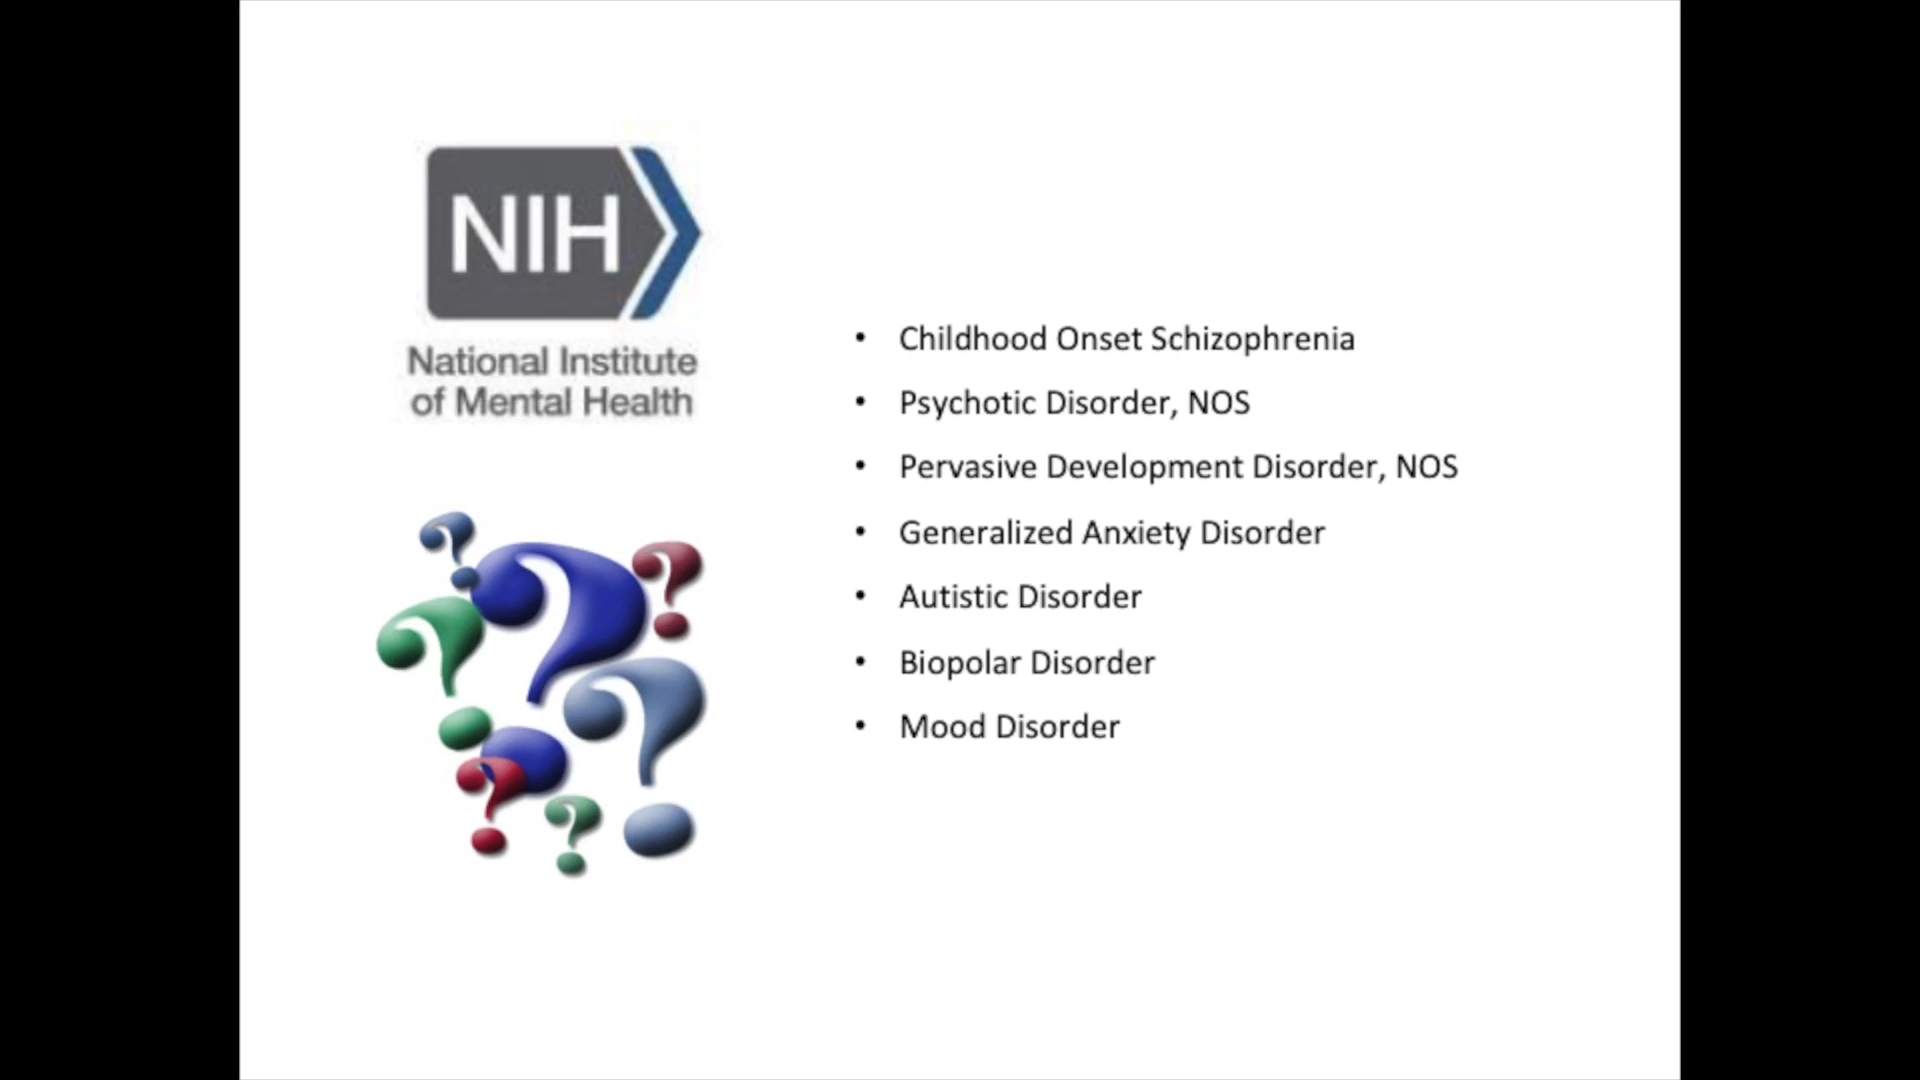 NIH
National Institute
of Mental Health
• Childhood Onset Schizophrenia
• Psychotic Disorder, NOS
• Pervasive Development Disorder, NOS
• Generalized Anxiety Disorder
• Autistic Disorder
• Biopolar Disorder
• Mood Disorder
? ? ? ? ? ? ?